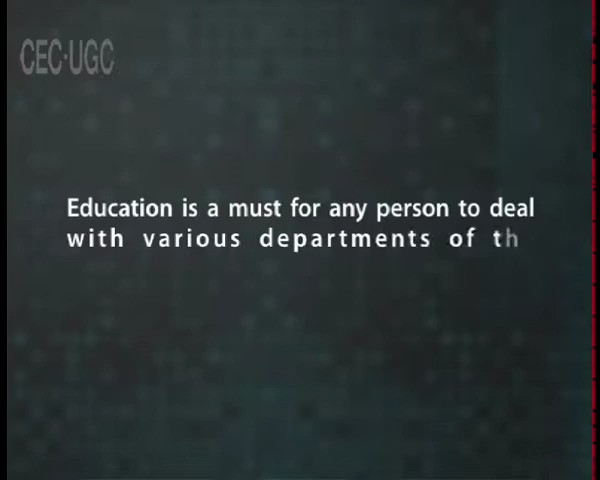 CEC-UGC
Education is a must for any person to deal
with various departments of th